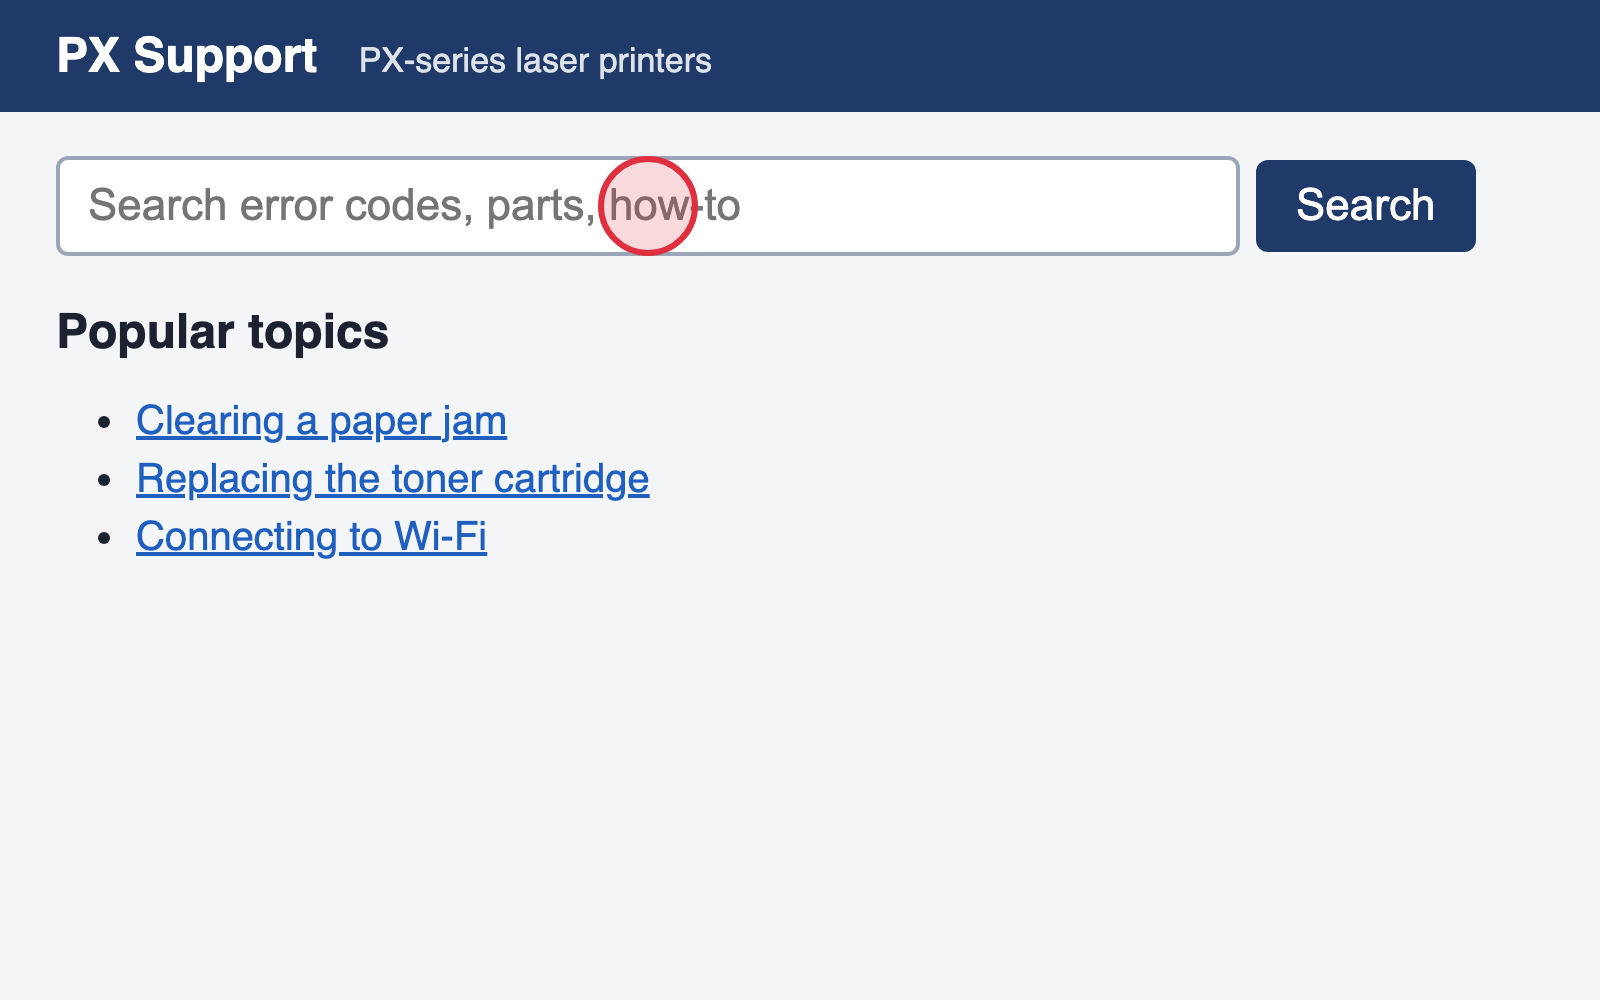 PX Support PX-series laser printers
Search error codes, parts, how-to
Search
Popular topics
Clearing a paper jam
Replacing the toner cartridge
Connecting to Wi-Fi